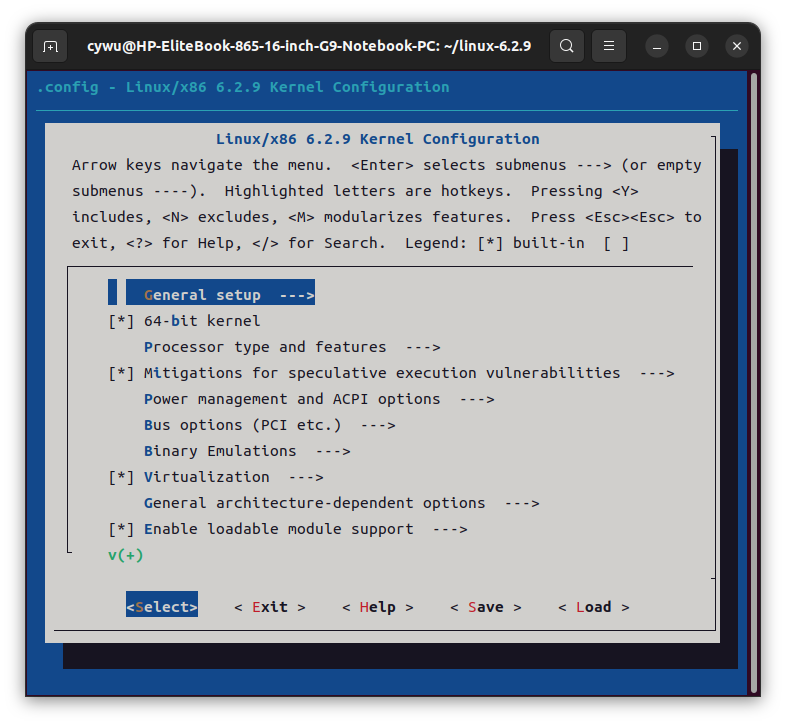 cywu@HP-EliteBook-865-16-inch-G9-Notebook-PC: ~/linux-6.2.9
.config - Linux/x86 6.2.9 Kernel Configuration
Linux/x86 6.2.9 Kernel Configuration
Arrow keys navigate the menu.  <Enter> selects submenus ---> (or empty
submenus ----).  Highlighted letters are hotkeys.  Pressing <Y>
includes, <N> excludes, <M> modularizes features.  Press <Esc><Esc> to
exit, <?> for Help, </> for Search.  Legend: [*] built-in  [ ]
General setup  --->
[*] 64-bit kernel
Processor type and features  --->
[*] Mitigations for speculative execution vulnerabilities  --->
Power management and ACPI options  --->
Bus options (PCI etc.)  --->
Binary Emulations  --->
[*] Virtualization  --->
General architecture-dependent options  --->
[*] Enable loadable module support  --->
v(+)
<Select>    < Exit >    < Help >    < Save >    < Load >